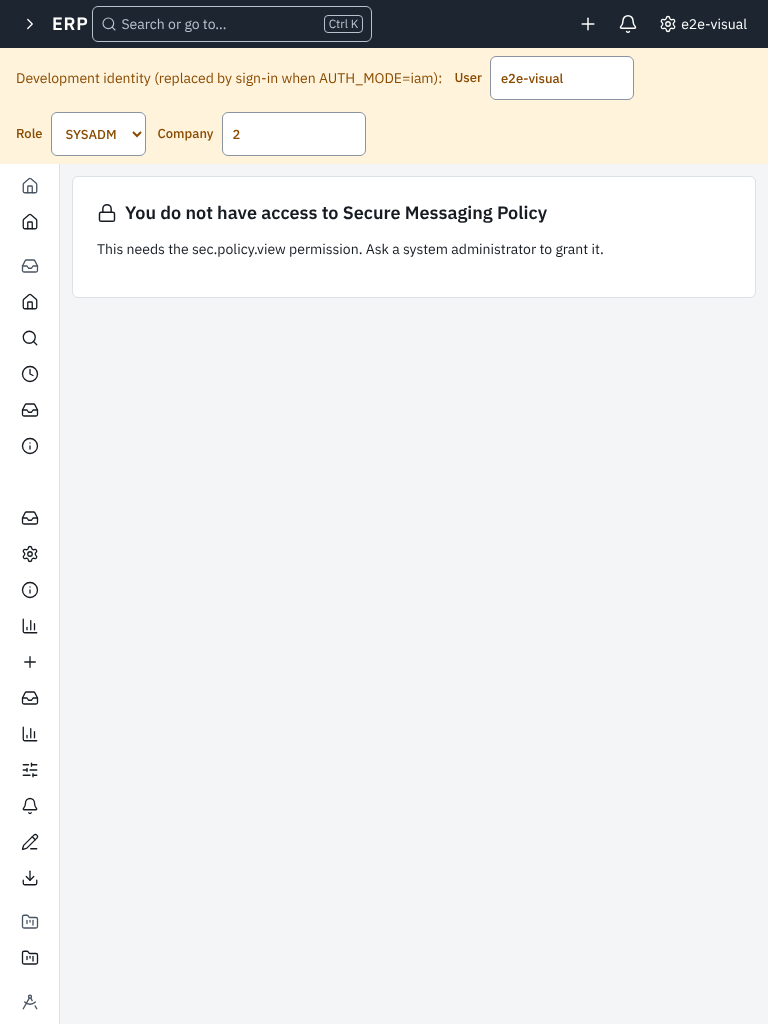 ERP Search or go to... Ctrl K e2e-visual
Development identity (replaced by sign-in when AUTH_MODE=iam): User e2e-visual
Role SYSADM Company 2
You do not have access to Secure Messaging Policy
This needs the sec.policy.view permission. Ask a system administrator to grant it.